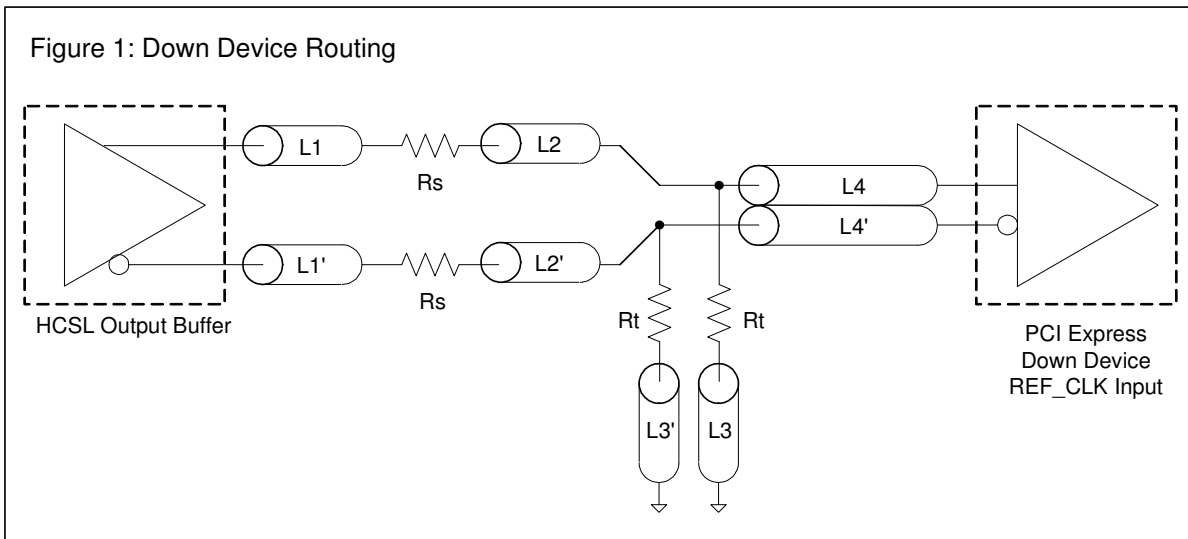 Figure 1: Down Device Routing
L1
Rs
L2
L4
L4'
L1'
Rs
L2'
HCSL Output Buffer
Rt
Rt
L3'
L3
PCI Express
Down Device
REF_CLK Input